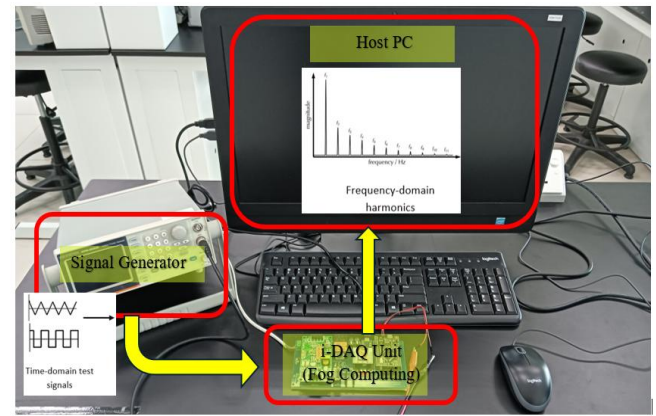 Host PC
magnitude
frequency / Hz
Frequency-domain
harmonics
Signal Generator
Time-domain test
signals
i-DAQ Unit
(Fog Computing)
logitech
logitech